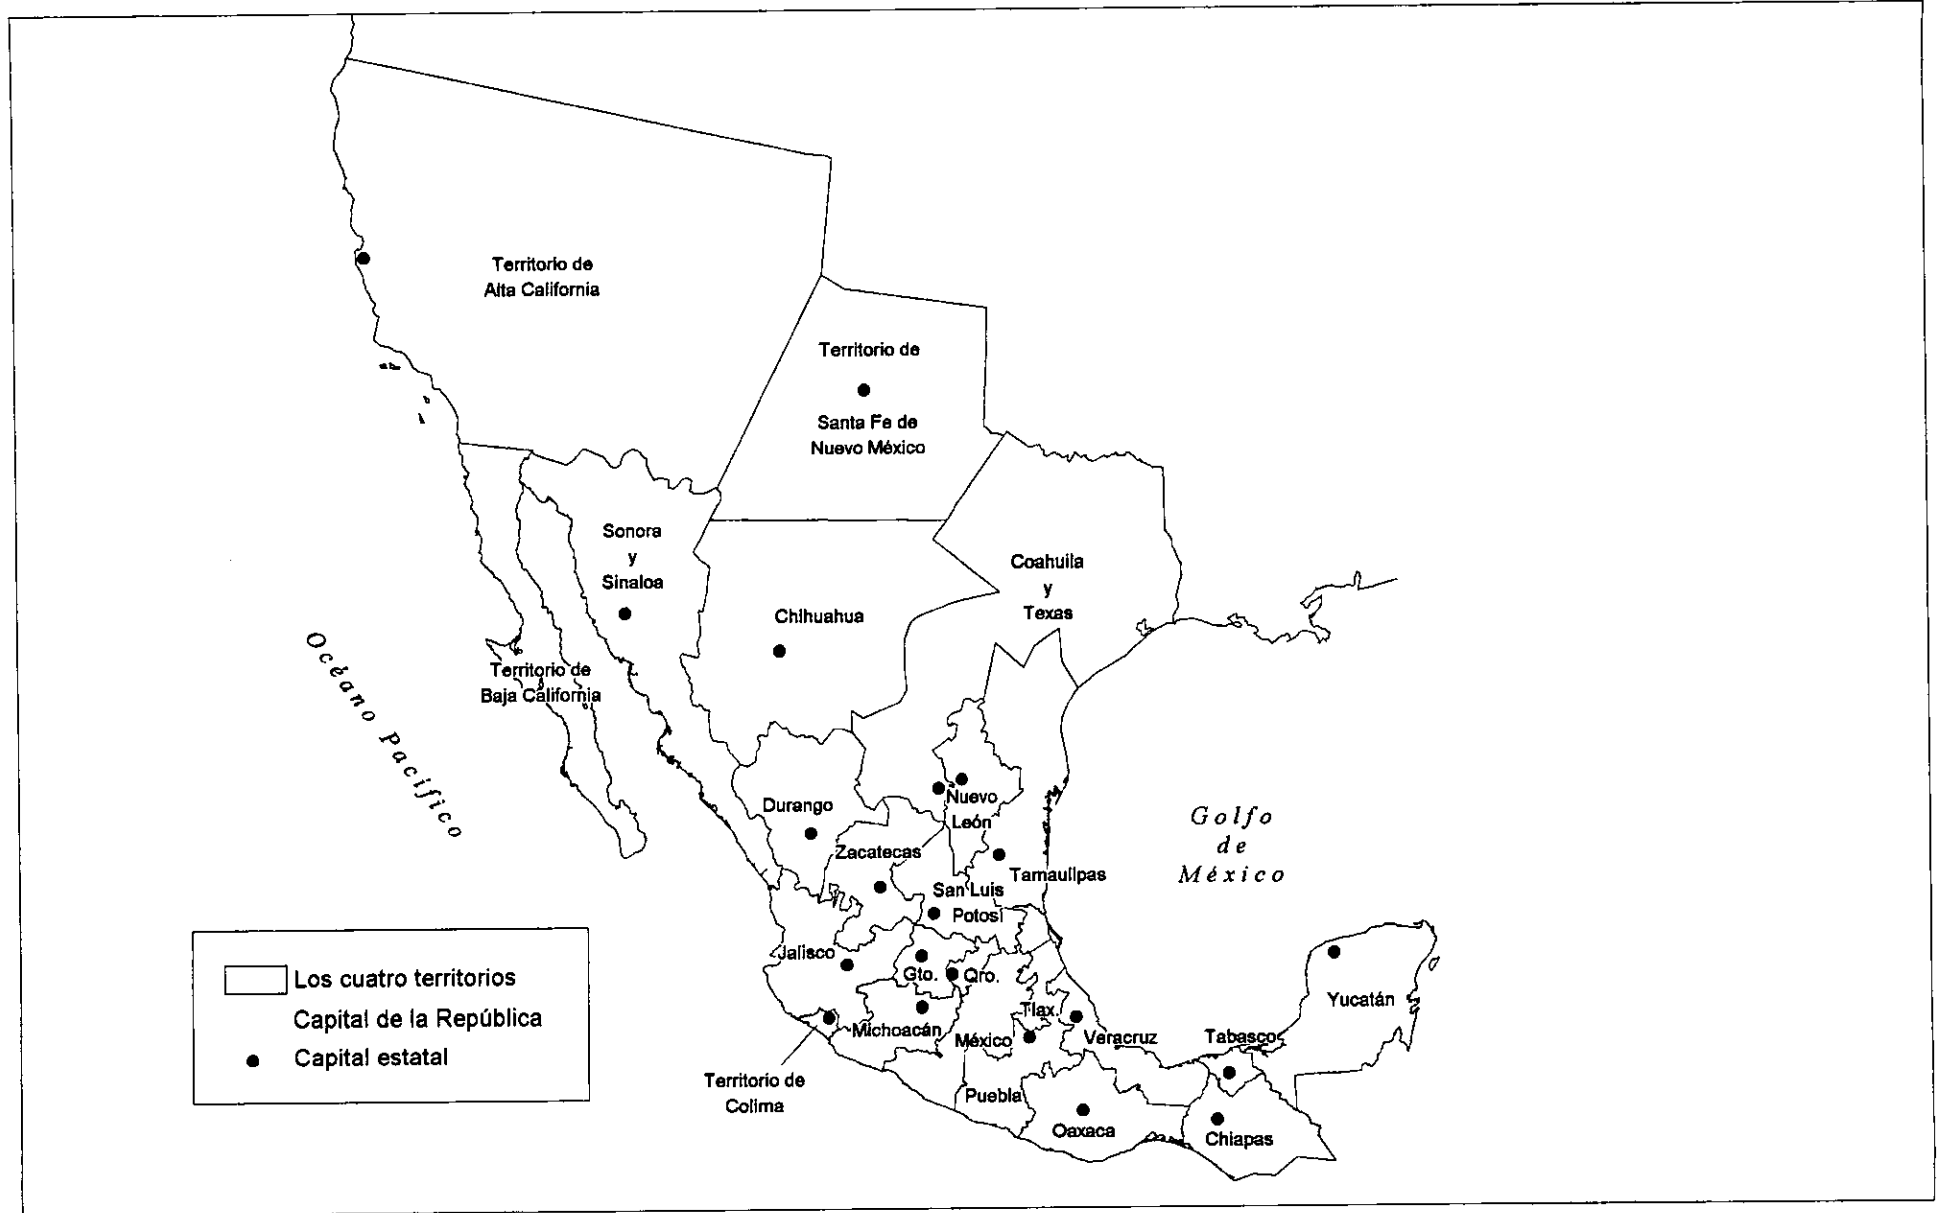 Territorio de
Alta California
Territorio de
Santa Fe de
Nuevo México
Sonora
y
Sinaloa
Coahuila
y
Texas
Chihuahua
Océano Pacífico
Territorio de
Baja California
Durango
Nuevo
León
Zacatecas
Tamaulipas
San Luis
Potosí
Golfo
de
México
Jalisco
Gto.
Qro.
Tlax.
Michoacán
México
Veracruz
Tabasco
Yucatán
Territorio de
Colima
Puebla
Oaxaca
Chiapas
Los cuatro territorios
Capital de la República
Capital estatal